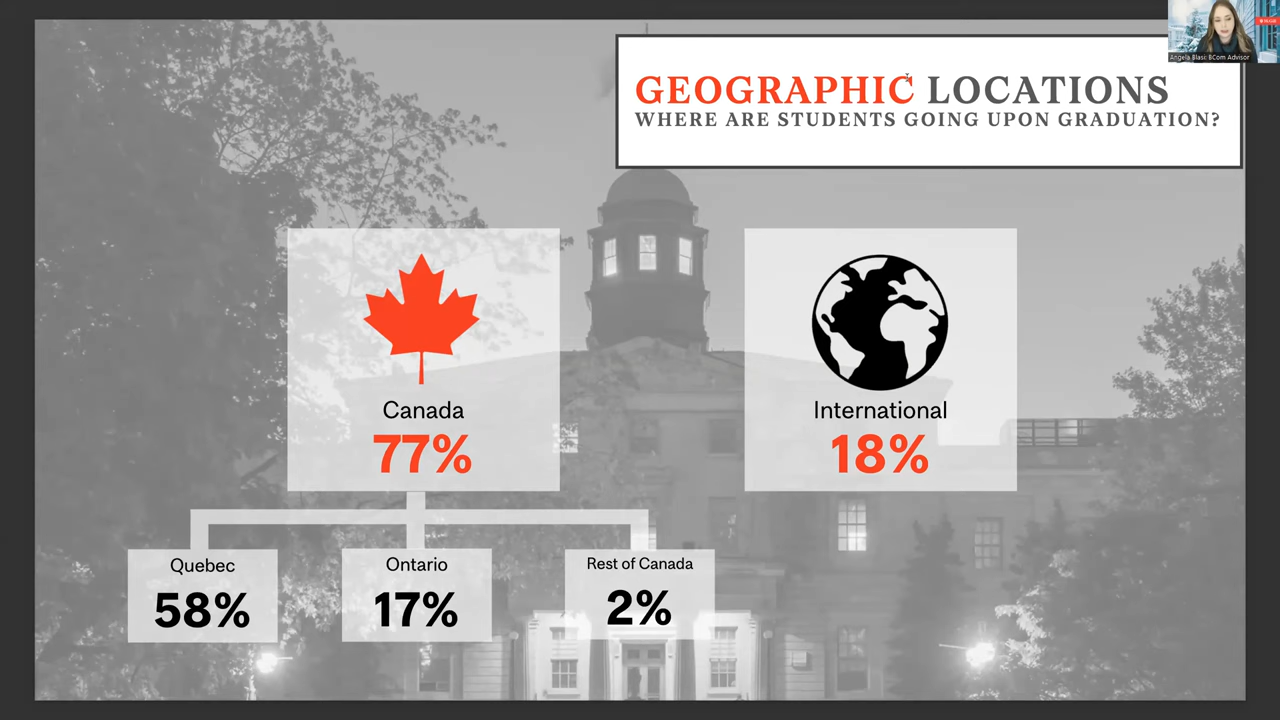 GEOGRAPHIC LOCATIONS
WHERE ARE STUDENTS GOING UPON GRADUATION?
Angela Blasi: BCom Advisor
Canada
77%
International
18%
Quebec
58%
Ontario
17%
Rest of Canada
2%